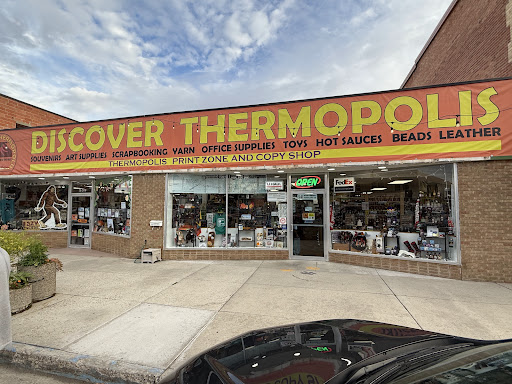 DISCOVER THERMOPOLIS
SOUVENIRS ART SUPPLIES SCRAPBOOKING YARN OFFICE SUPPLIES TOYS HOT SAUCES BEADS LEATHER
THERMOPOLIS PRINT ZONE AND COPY SHOP
OPEN
FedEx